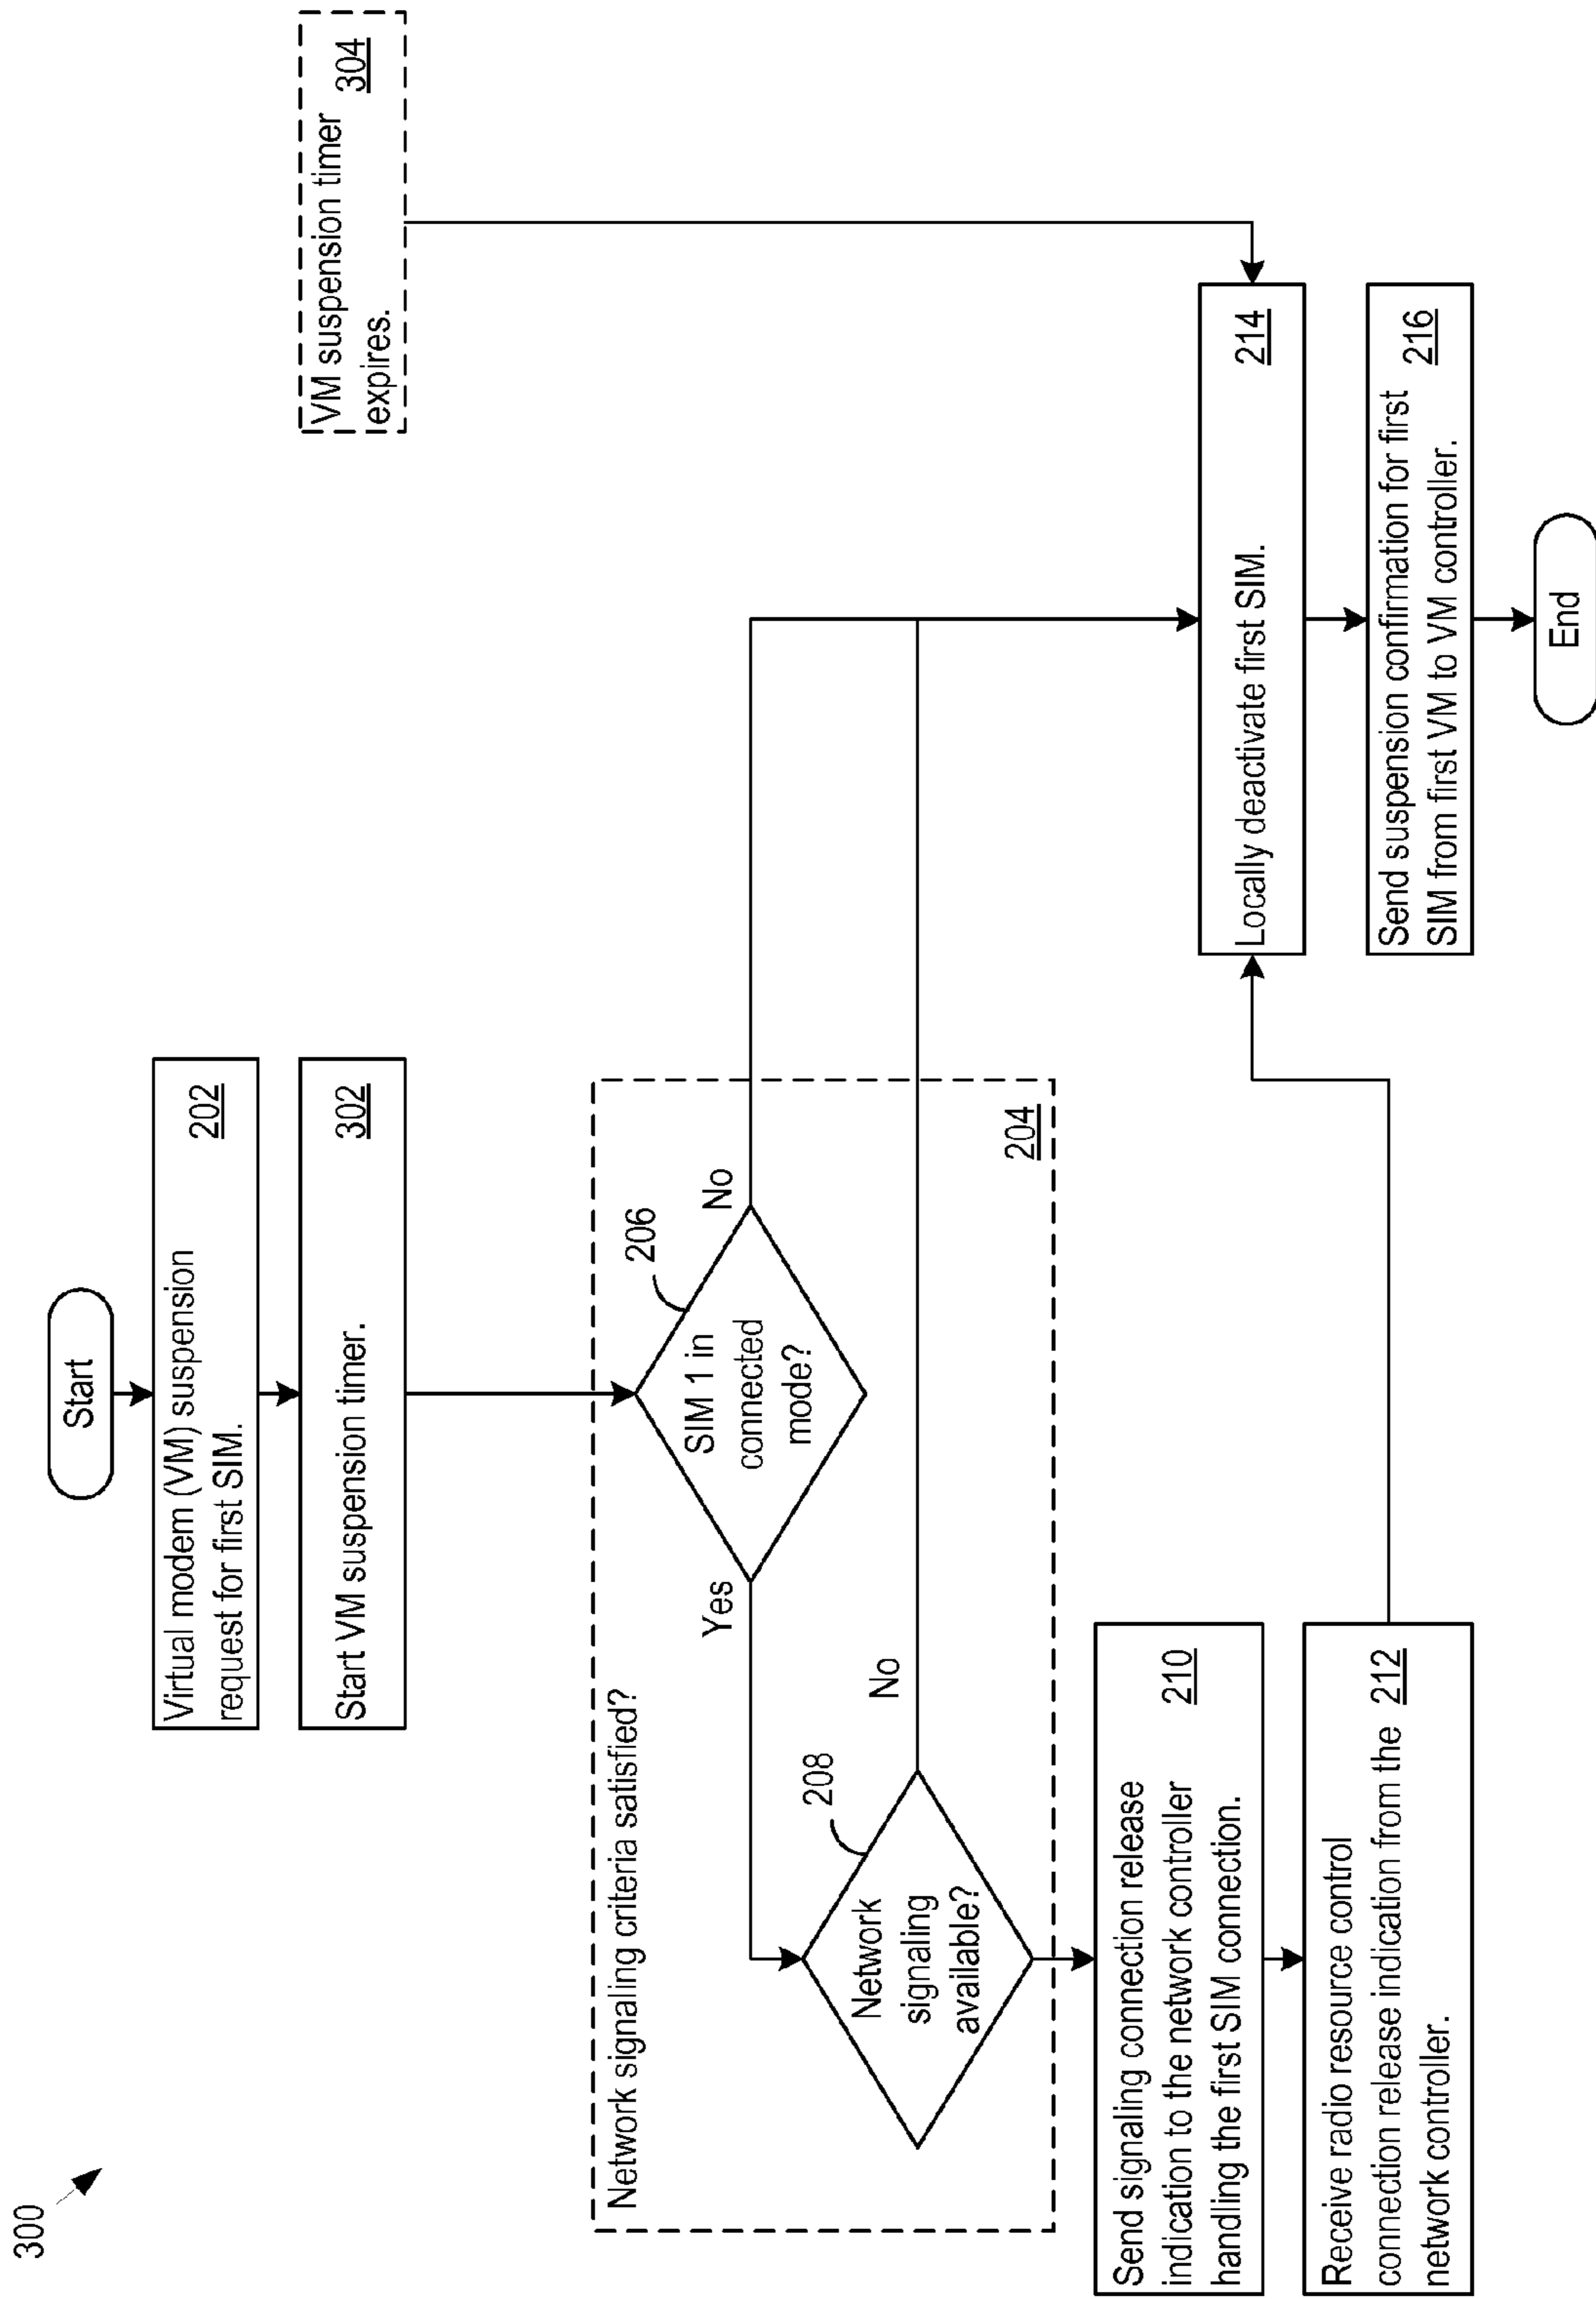 300
Start
Virtual modem (VM) suspension
request for first SIM.
202
Start VM suspension timer.
302
VM suspension timer
expires.
304
Network signaling criteria satisfied?
204
SIM 1 in
connected
mode?
206
Yes
No
Network
signaling
available?
208
No
Send signaling connection release
indication to the network controller
handling the first SIM connection.
210
Receive radio resource control
connection release indication from the
network controller.
212
Locally deactivate first SIM.
214
Send suspension confirmation for first
SIM from first VM to VM controller.
216
End